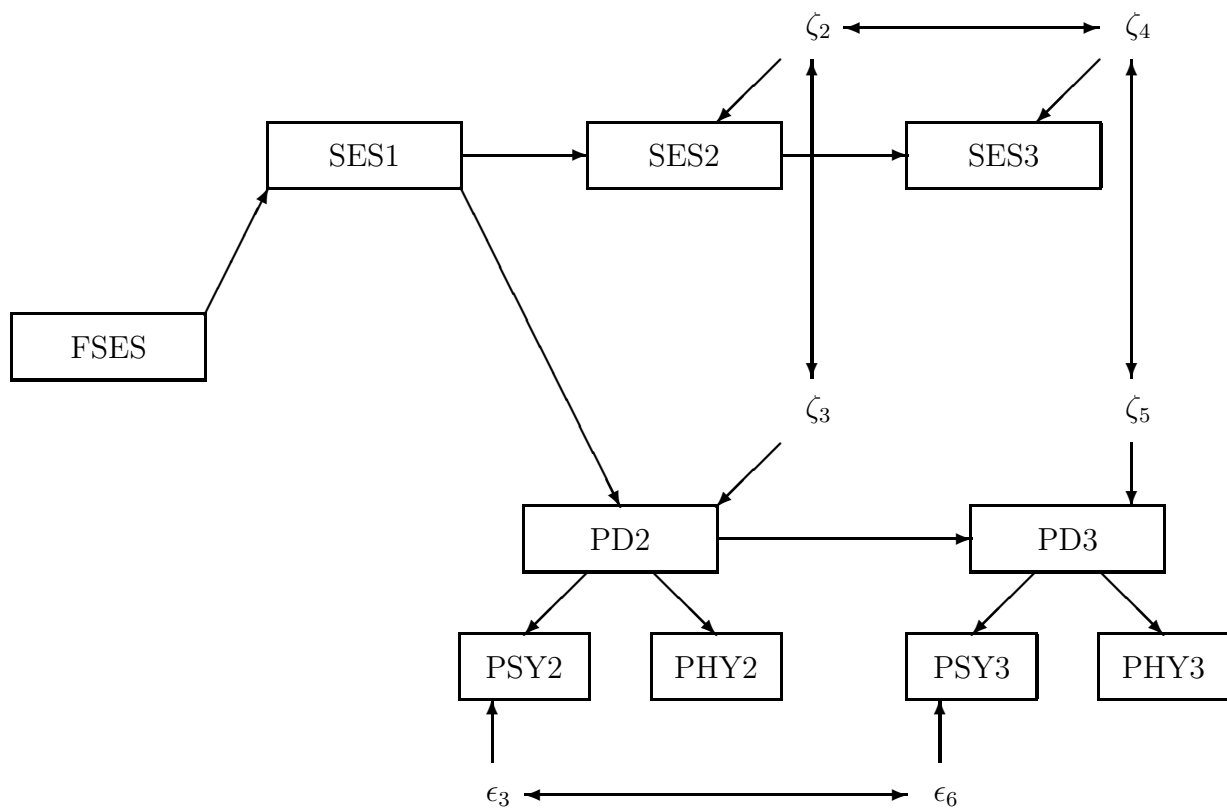 ζ₂ ζ₄
SES1 SES2 SES3
FSES
ζ₃ ζ₅
PD2 PD3
PSY2 PHY2 PSY3 PHY3
ϵ₃ ϵ₆